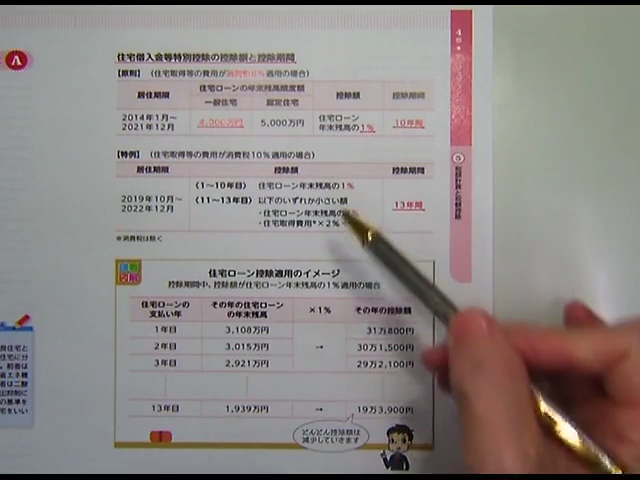 住宅借入金等特別控除の控除額と控除期間
【原則】（住宅取得等の費用が消費税8％適用の場合）
居住期限
住宅ローンの年末残高限度額
一般住宅
認定住宅
控除額
控除期間
2014年1月～
2021年12月
4,000万円
5,000万円
住宅ローン
年末残高の1％
10年間
【特例】（住宅取得等の費用が消費税10％適用の場合）
居住期限
控除額
控除期間
2019年10月～
2022年12月
（1～10年目） 住宅ローン年末残高の1％
（11～13年目） 以下のいずれか小さい額
・住宅ローン年末残高の
・住宅取得費用*×2％
13年間
※消費税は除く
住宅ローン控除適用のイメージ
控除期間中、控除額が住宅ローン年末残高の1％適用の場合
住宅ローンの
支払い年
その年の住宅ローン
の年末残高
×1％
その年の控除額
1年目 3,108万円 31万800円
2年目 3,015万円 → 30万1,500円
3年目 2,921万円 29万2,100円
13年目 1,939万円 → 19万3,900円
どんどん控除額は
減少していきます
A
4
5